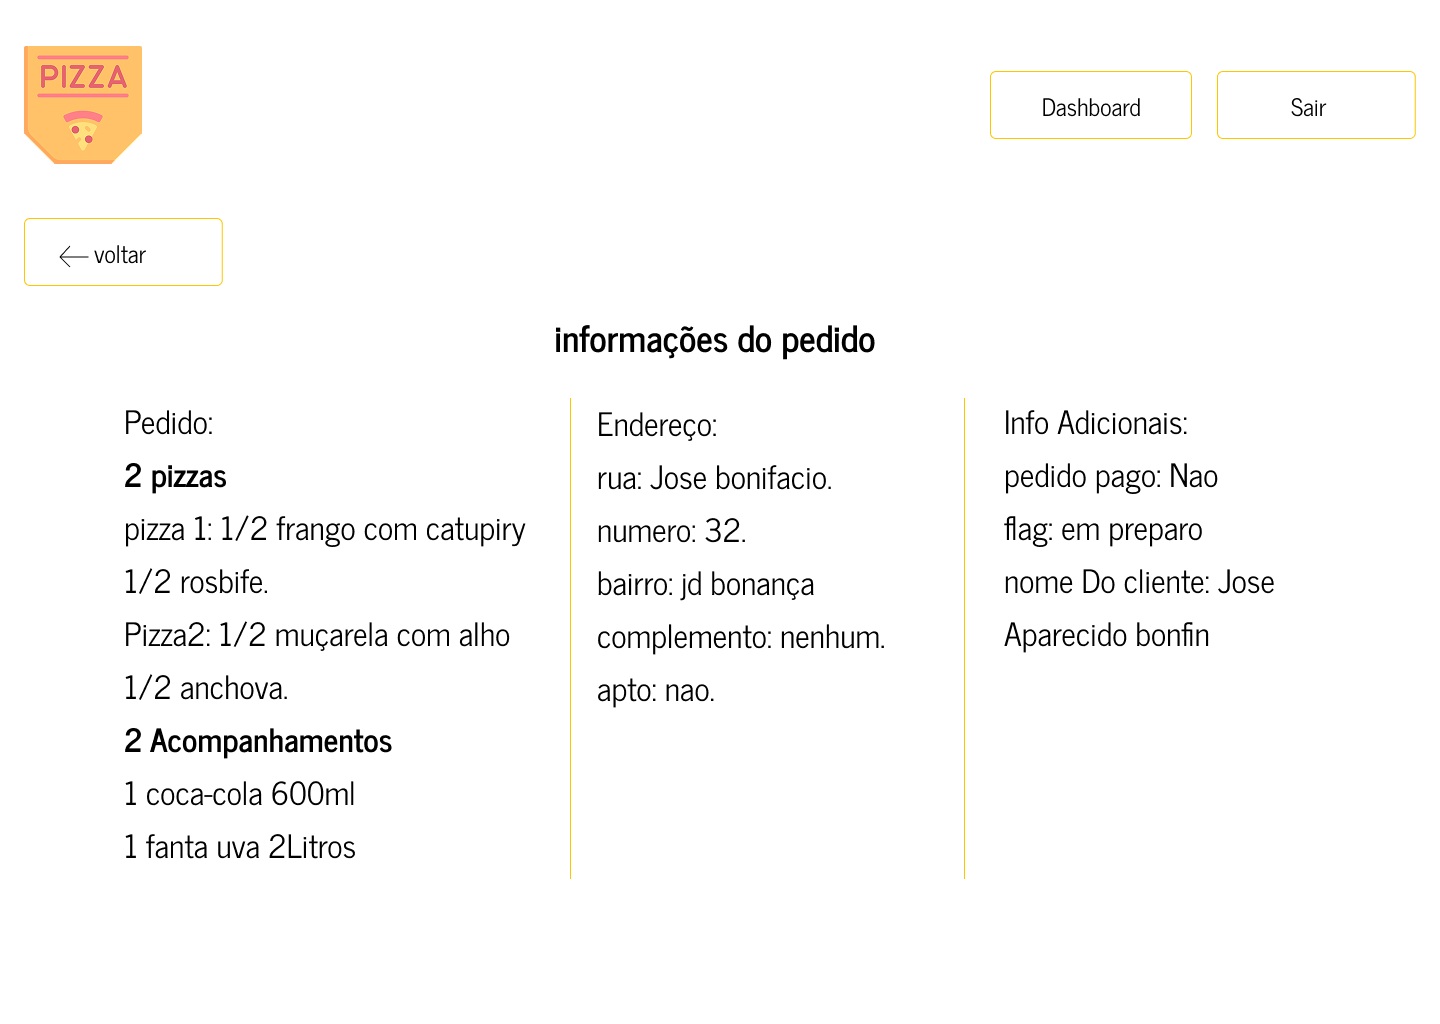 PIZZA
Dashboard
Sair
voltar
informações do pedido
Pedido:
2 pizzas
pizza 1: 1/2 frango com catupiry
1/2 rosbife.
Pizza2: 1/2 muçarela com alho
1/2 anchova.
2 Acompanhamentos
1 coca-cola 600ml
1 fanta uva 2Litros
Endereço:
rua: Jose bonifacio.
numero: 32.
bairro: jd bonança
complemento: nenhum.
apto: nao.
Info Adicionais:
pedido pago: Nao
flag: em preparo
nome Do cliente: Jose
Aparecido bonfin